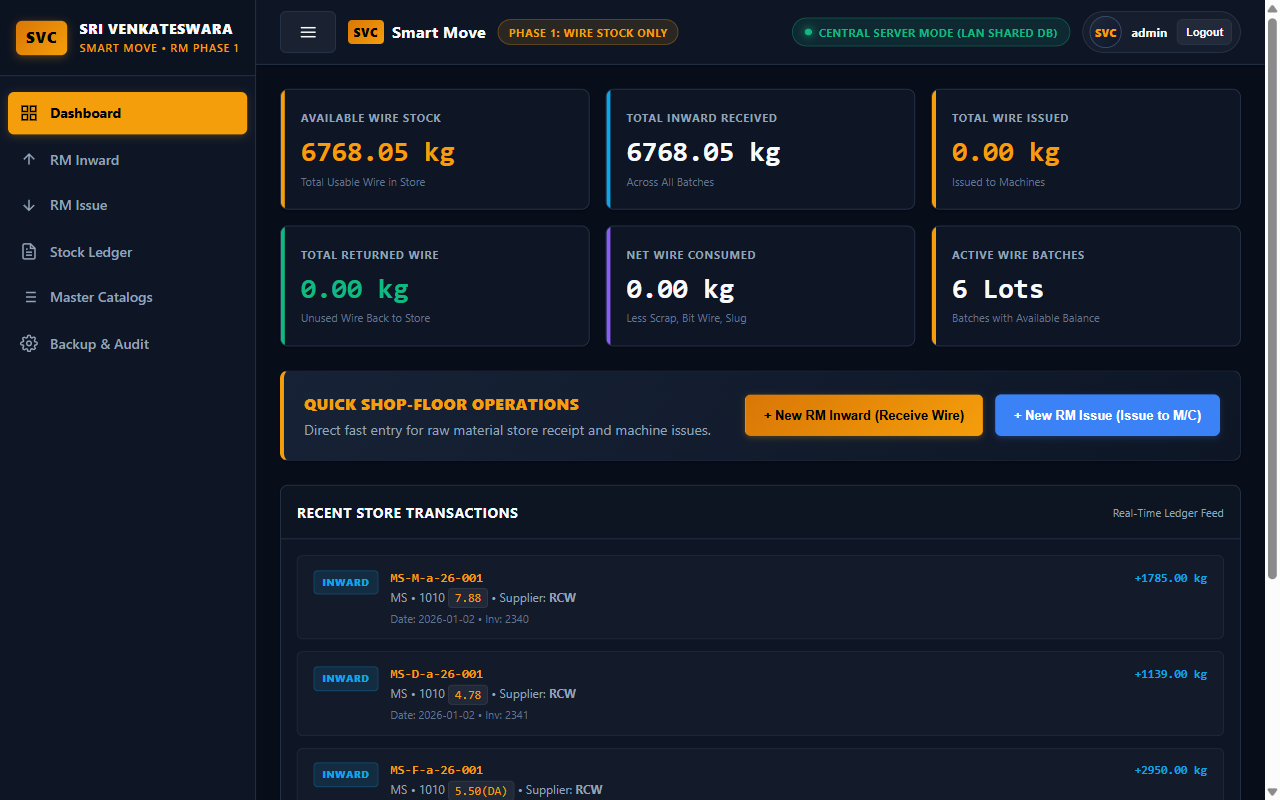 SVC
SRI VENKATESWARA
SMART MOVE • RM PHASE 1
SVC Smart Move PHASE 1: WIRE STOCK ONLY
CENTRAL SERVER MODE (LAN SHARED DB)
SVC admin Logout
Dashboard
RM Inward
RM Issue
Stock Ledger
Master Catalogs
Backup & Audit
AVAILABLE WIRE STOCK
6768.05 kg
Total Usable Wire in Store
TOTAL INWARD RECEIVED
6768.05 kg
Across All Batches
TOTAL WIRE ISSUED
0.00 kg
Issued to Machines
TOTAL RETURNED WIRE
0.00 kg
Unused Wire Back to Store
NET WIRE CONSUMED
0.00 kg
Less Scrap, Bit Wire, Slug
ACTIVE WIRE BATCHES
6 Lots
Batches with Available Balance
QUICK SHOP-FLOOR OPERATIONS
Direct fast entry for raw material store receipt and machine issues.
+ New RM Inward (Receive Wire)
+ New RM Issue (Issue to M/C)
RECENT STORE TRANSACTIONS
Real-Time Ledger Feed
INWARD
MS-M-a-26-001
+1785.00 kg
MS • 1010 7.88 • Supplier: RCW
Date: 2026-01-02 • Inv: 2340
INWARD
MS-D-a-26-001
+1139.00 kg
MS • 1010 4.78 • Supplier: RCW
Date: 2026-01-02 • Inv: 2341
INWARD
MS-F-a-26-001
+2950.00 kg
MS • 1010 5.50(DA) • Supplier: RCW